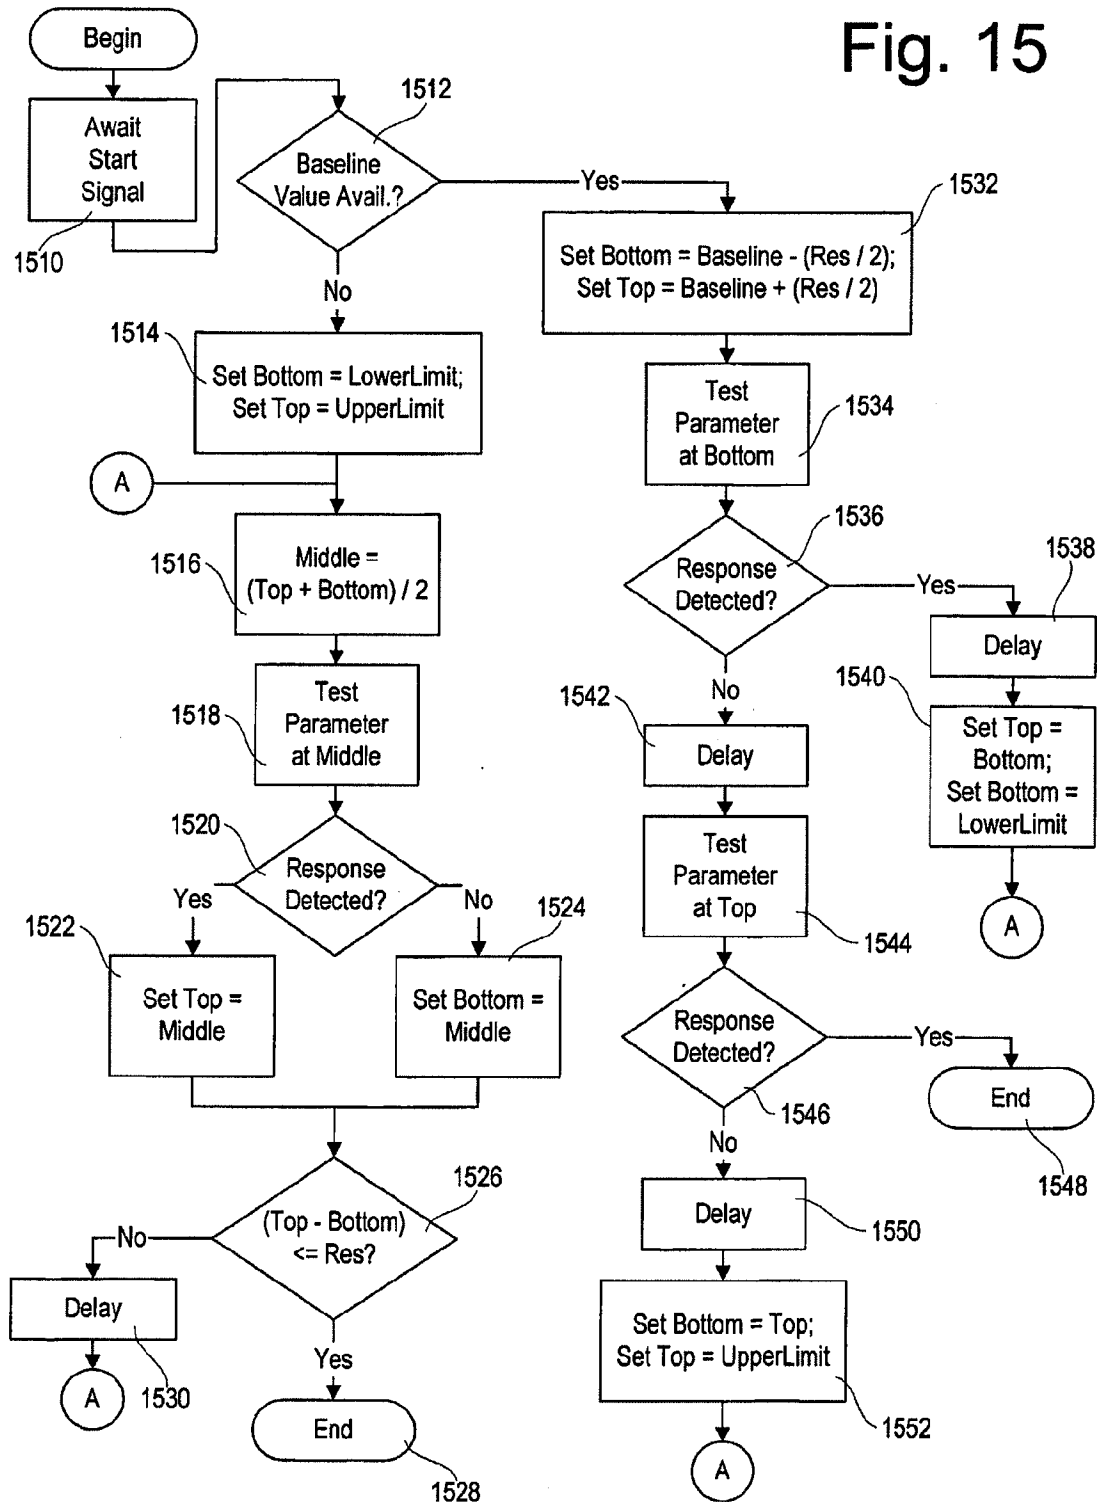 Fig. 15
Begin
Await
Start
Signal
1510
1512
Baseline
Value Avail.?
Yes
No
1514
Set Bottom = LowerLimit;
Set Top = UpperLimit
A
1516
Middle =
(Top + Bottom) / 2
1518
Test
Parameter
at Middle
1520
Response
Detected?
Yes
No
1522
Set Top =
Middle
1524
Set Bottom =
Middle
1526
(Top - Bottom)
<= Res?
No
Delay
1530
A
Yes
End
1528
1532
Set Bottom = Baseline - (Res / 2);
Set Top = Baseline + (Res / 2)
1534
Test
Parameter
at Bottom
1536
Response
Detected?
Yes
1538
Delay
1540
Set Top =
Bottom;
Set Bottom =
LowerLimit
A
No
1542
Delay
Test
Parameter
at Top
1544
Response
Detected?
1546
Yes
End
1548
No
Delay
1550
Set Bottom = Top;
Set Top = UpperLimit
1552
A